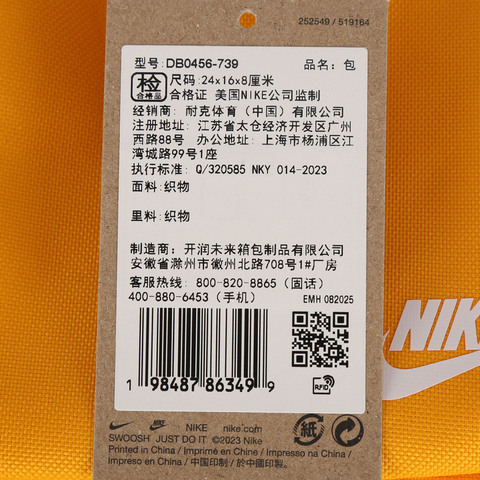 252549 / 519164
型号: DB0456-739 品名: 包
检 合格品 尺码: 24x16x8厘米
合格证 美国NIKE公司监制
经销商: 耐克体育（中国）有限公司
注册地址: 江苏省太仓经济开发区广州
西路88号 办公地址: 上海市杨浦区江
湾城路99号1座
执行标准: Q/320585 NKY 014-2023
面料: 织物
里料: 织物
制造商: 开润未来箱包制品有限公司
安徽省滁州市徽州北路708号1#厂房
客服热线: 800-820-8865（固话）
400-880-6453（手机） EMH 082025
1 98487 86349 9
RFID
NIKE nike.com
SWOOSH JUST DO IT ©2023 Nike
Printed in China / Imprimé en Chine / Impreso en China / 中国印制 / 於中國印製
紙
NIK